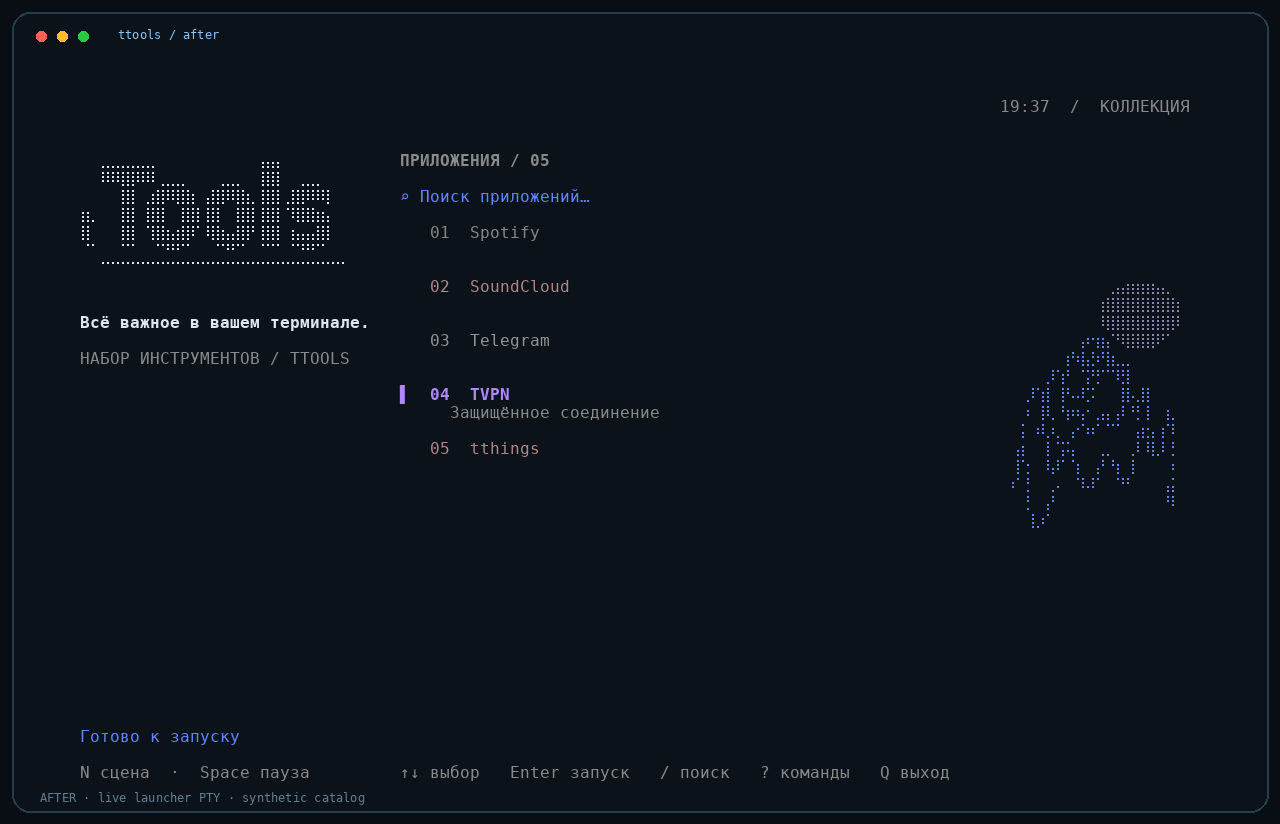 ttools / after
19:37 / КОЛЛЕКЦИЯ
Tools
ПРИЛОЖЕНИЯ / 05
⌕ Поиск приложений…
01 Spotify
02 SoundCloud
03 Telegram
04 TVPN
Защищённое соединение
05 tthings
Всё важное в вашем терминале.
НАБОР ИНСТРУМЕНТОВ / TTOOLS
Готово к запуску
N сцена · Space пауза ↑↓ выбор Enter запуск / поиск ? команды Q выход
AFTER · live launcher PTY · synthetic catalog